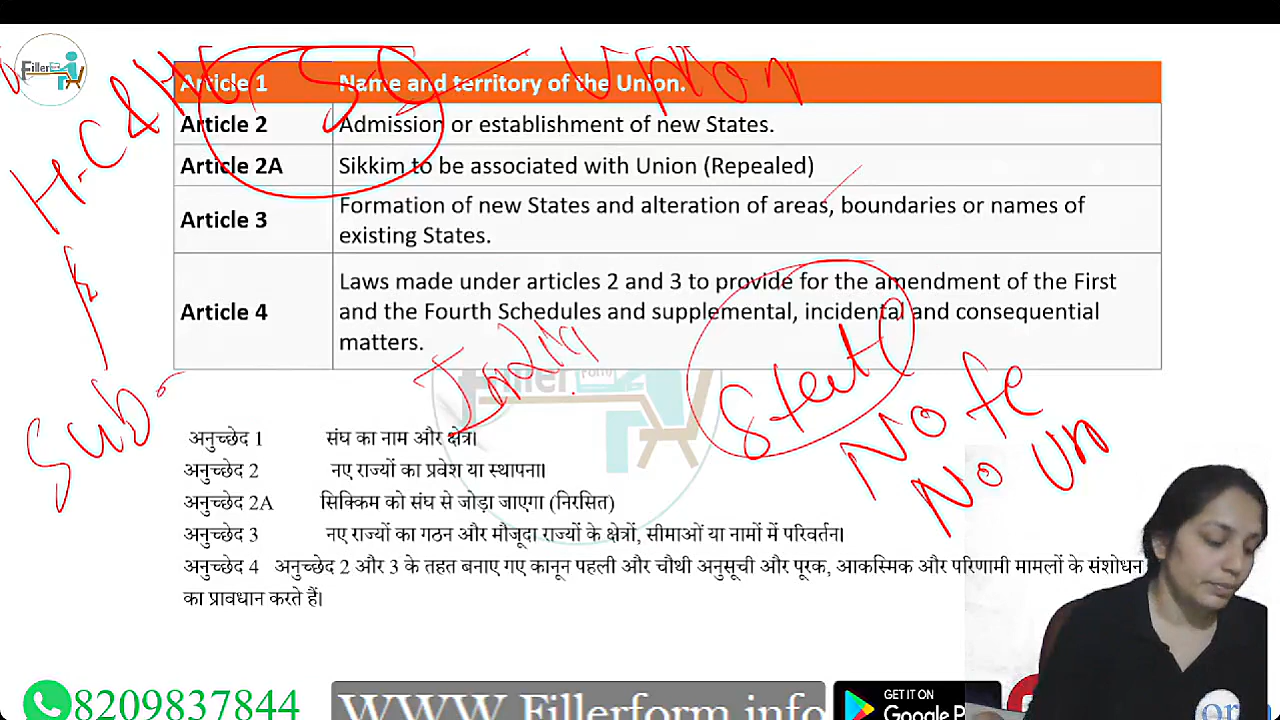 Article 1 Name and territory of the Union.
Article 2 Admission or establishment of new States.
Article 2A Sikkim to be associated with Union (Repealed)
Article 3 Formation of new States and alteration of areas, boundaries or names of
existing States.
Article 4 Laws made under articles 2 and 3 to provide for the amendment of the First
and the Fourth Schedules and supplemental, incidental and consequential
matters.
H.C &
Union
India
State
No te
No Un
Sub-
अनुच्छेद 1 संघ का नाम और क्षेत्र।
अनुच्छेद 2 नए राज्यों का प्रवेश या स्थापना।
अनुच्छेद 2A सिक्किम को संघ से जोड़ा जाएगा (निरसित)
अनुच्छेद 3 नए राज्यों का गठन और मौजूदा राज्यों के क्षेत्रों, सीमाओं या नामों में परिवर्तन।
अनुच्छेद 4 अनुच्छेद 2 और 3 के तहत बनाए गए कानून पहली और चौथी अनुसूची और पूरक, आकस्मिक और परिणामी मामलों के संशोधन
का प्रावधान करते हैं।
8209837844
WWW.Fillerform.info
GET IT ON
Google P